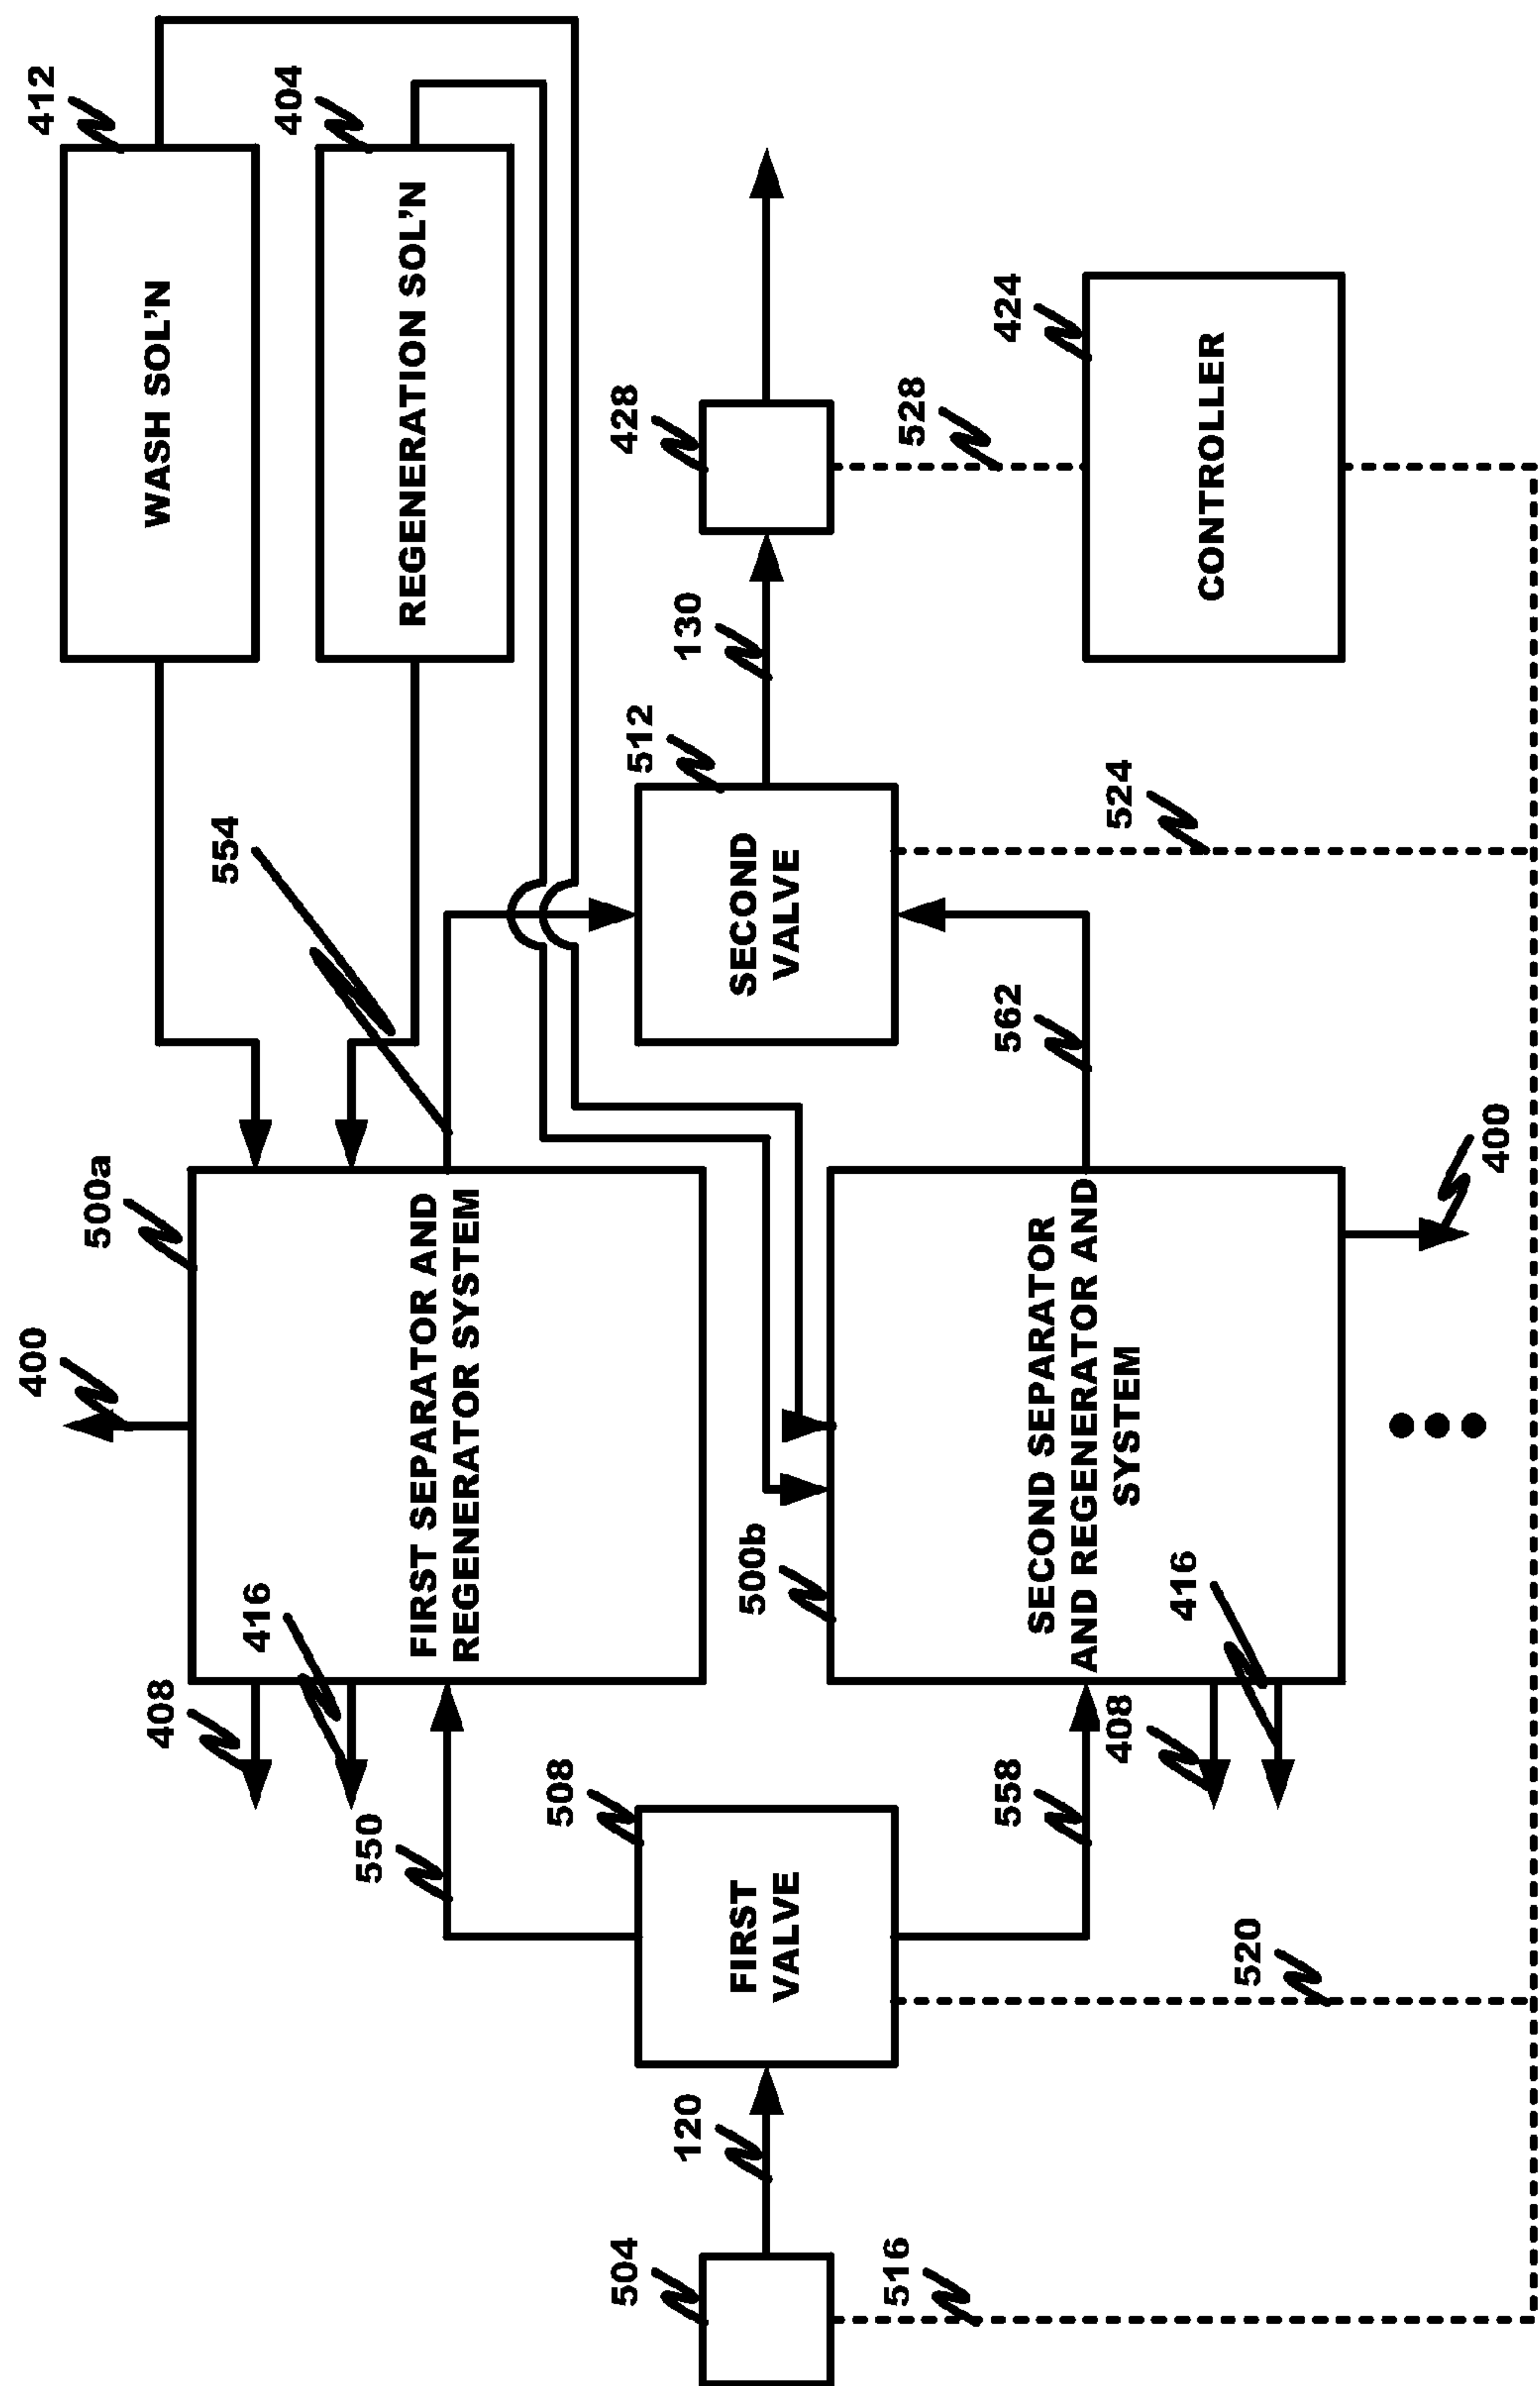 412
WASH SOL'N
404
REGENERATION SOL'N
554
500a
400
FIRST SEPARATOR AND
REGENERATOR SYSTEM
408
416
550
508
FIRST
VALVE
120
504
516
512
SECOND
VALVE
130
428
528
424
CONTROLLER
524
562
500b
SECOND SEPARATOR
AND REGENERATOR AND
SYSTEM
400
416
408
558
520